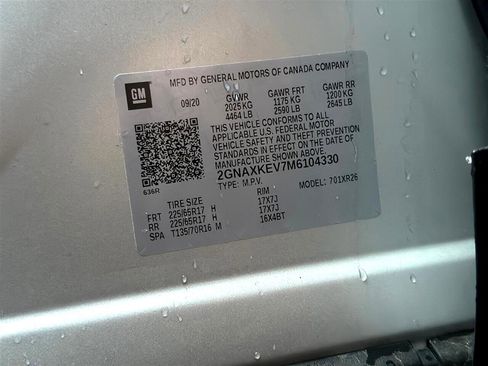 GM
MFD BY GENERAL MOTORS OF CANADA COMPANY
09/20
GVWR GAWR FRT GAWR RR
2025 KG 1175 KG 1200 KG
4464 LB 2590 LB 2645 LB
THIS VEHICLE CONFORMS TO ALL
APPLICABLE U.S. FEDERAL MOTOR
VEHICLE SAFETY AND THEFT PREVENTION
STANDARDS IN EFFECT ON THE DATE OF
MANUFACTURE SHOWN ABOVE.
2GNAXKEV7M6104330
636R
TYPE: M.P.V. MODEL: 701XR26
TIRE SIZE RIM
FRT 225/65R17 H 17X7J
RR 225/65R17 H 17X7J
SPA T135/70R16 M 16X4BT